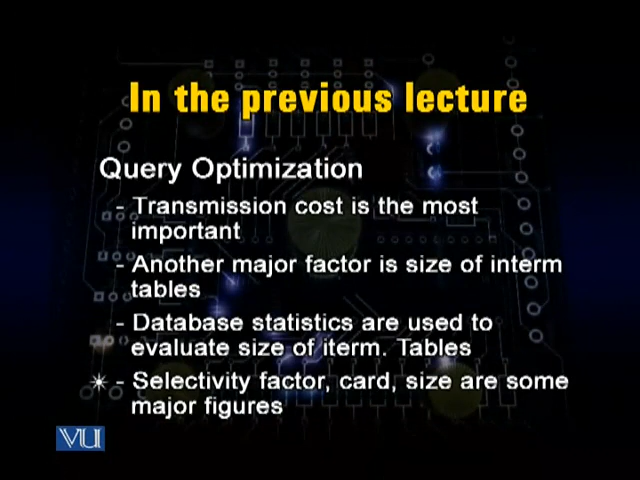 In the previous lecture
Query Optimization
- Transmission cost is the most
important
- Another major factor is size of interm
tables
- Database statistics are used to
evaluate size of iterm. Tables
- Selectivity factor, card, size are some
major figures
VU